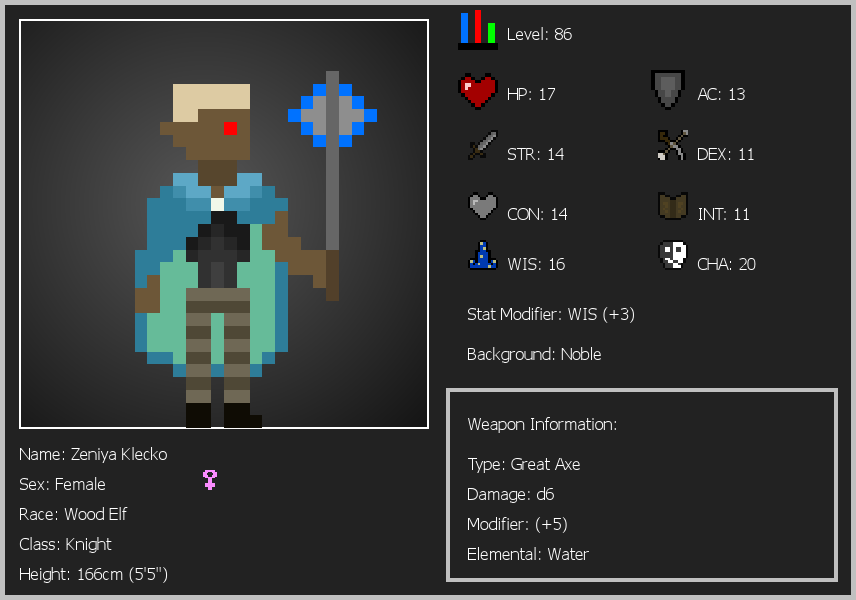 Level: 86
HP: 17
AC: 13
STR: 14
DEX: 11
CON: 14
INT: 11
WIS: 16
CHA: 20
Stat Modifier: WIS (+3)
Background: Noble
Weapon Information:
Type: Great Axe
Damage: d6
Modifier: (+5)
Elemental: Water
Name: Zeniya Klecko
Sex: Female
Race: Wood Elf
Class: Knight
Height: 166cm (5'5")